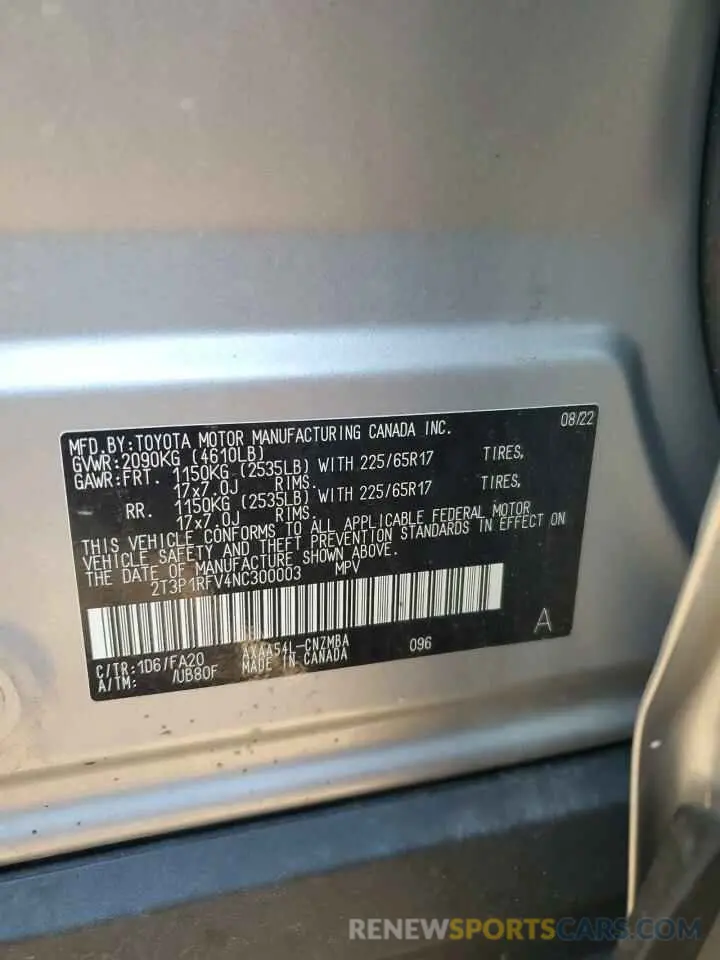 MFD.BY:TOYOTA MOTOR MANUFACTURING CANADA INC. 08/22
GVWR:2090KG (4610LB)
GAWR:FRT. 1150KG (2535LB) WITH 225/65R17 TIRES,
17x7.0J RIMS.
RR. 1150KG (2535LB) WITH 225/65R17 TIRES,
17x7.0J RIMS.
THIS VEHICLE CONFORMS TO ALL APPLICABLE FEDERAL MOTOR
VEHICLE SAFETY AND THEFT PREVENTION STANDARDS IN EFFECT ON
THE DATE OF MANUFACTURE SHOWN ABOVE.
2T3P1RFV4NC300003 MPV
C/TR:1D6/FA20 AXAA54L-CNZMBA 096 A
A/TM: /UB80F MADE IN CANADA
RENEWSPORTSCARS.COM